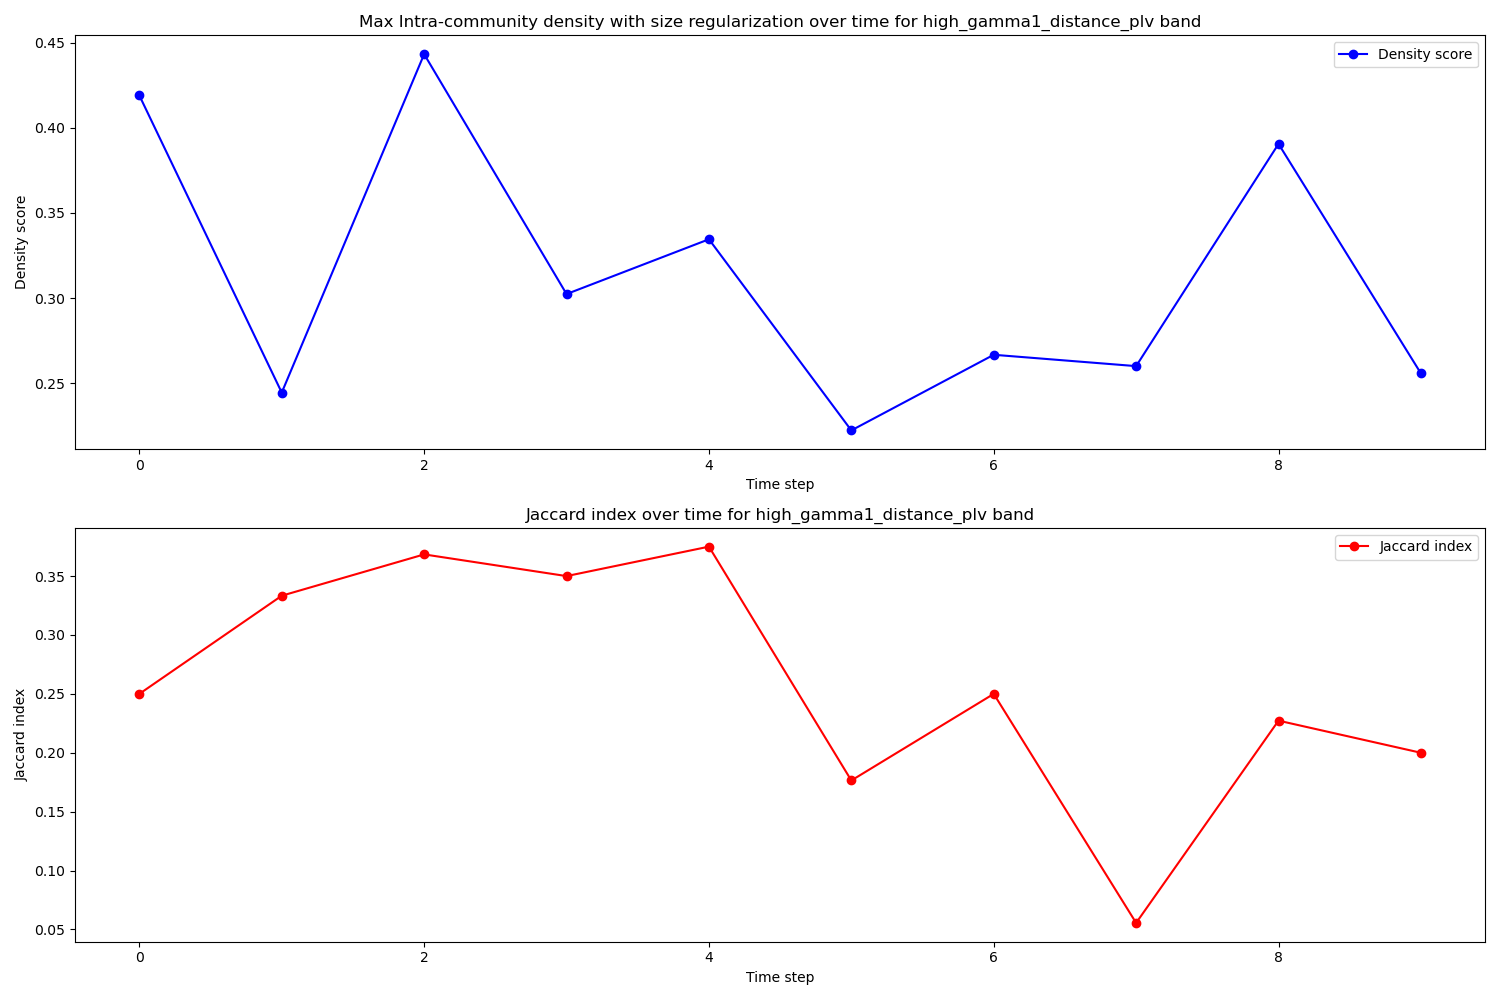 Max Intra-community density with size regularization over time for high_gamma1_distance_plv band
Density score
0.45
0.40
0.35
0.30
0.25
Density score
0 2 4 6 8
Time step
Jaccard index over time for high_gamma1_distance_plv band
Jaccard index
0.35
0.30
0.25
0.20
0.15
0.10
0.05
Jaccard index
0 2 4 6 8
Time step